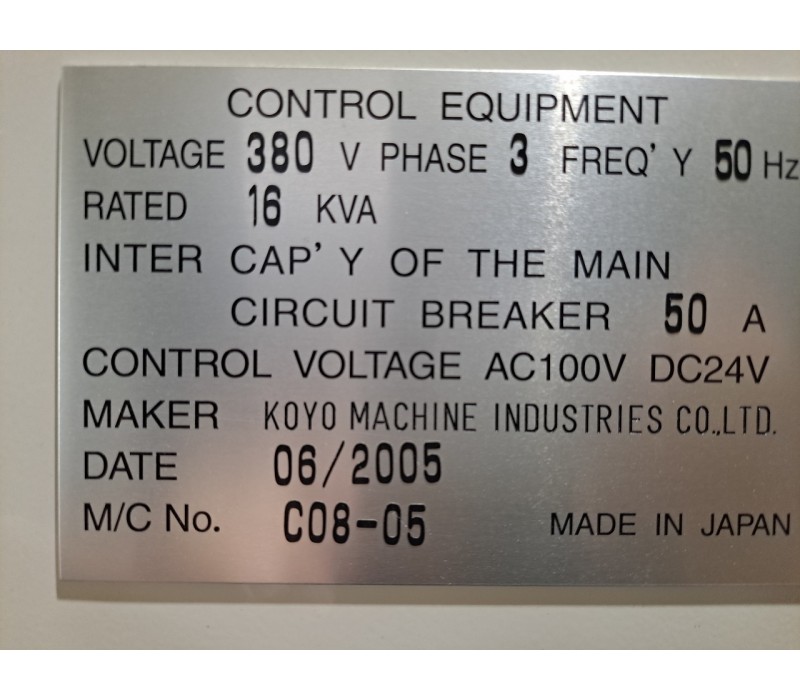 CONTROL EQUIPMENT
VOLTAGE 380 V PHASE 3 FREQ'Y 50 Hz
RATED 16 KVA
INTER CAP'Y OF THE MAIN
CIRCUIT BREAKER 50 A
CONTROL VOLTAGE AC100V DC24V
MAKER KOYO MACHINE INDUSTRIES CO.,LTD.
DATE 06/2005
M/C No. C08-05 MADE IN JAPAN